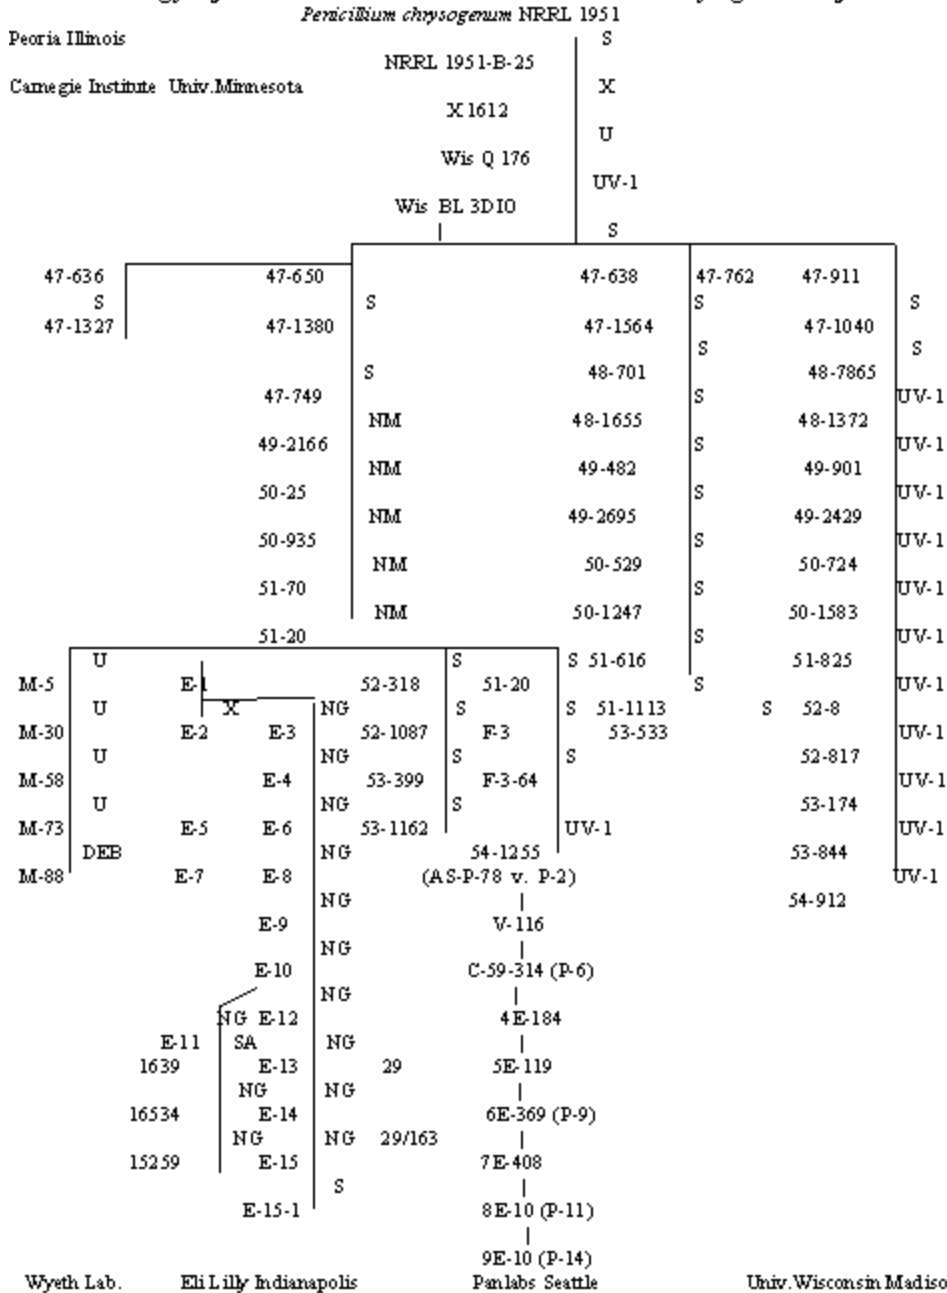 Penicillium chrysogenum NRRL 1951
Peoria Illinois S
NRRL 1951-B-25
Carnegie Institute Univ.Minnesota X
X 1612
U
Wis Q 176
UV-1
Wis BL 3D10
S
47-636 47-650 47-638 47-762 47-911
S S S S
47-1327 47-1380 47-1564 47-1040
S S
S 48-701 48-7865
47-749 S UV-1
NM 48-1655 48-1372
49-2166 S UV-1
NM 49-482 49-901
50-25 S UV-1
NM 49-2695 49-2429
50-935 S UV-1
NM 50-529 50-724
51-70 S UV-1
NM 50-1247 50-1583
51-20 S UV-1
U S S 51-616 51-825
M-5 E-1 52-318 51-20 S UV-1
U X NG S S 51-1113 S 52-8
M-30 E-2 E-3 52-1087 F-3 53-533 UV-1
U NG S S 52-817
M-58 E-4 53-399 F-3-64 UV-1
U NG S 53-174
M-73 E-5 E-6 53-1162 UV-1 UV-1
DEB NG 54-1255 53-844
M-88 E-7 E-8 (AS-P-78 v. P-2) UV-1
NG 54-912
E-9 V-116
NG
E-10 C-59-314 (P-6)
NG
NG E-12 4E-184
E-11 SA NG
1639 E-13 29 5E-119
NG NG
16534 E-14 6E-369 (P-9)
NG NG 29/163
15259 E-15 7E-408
S
E-15-1 8E-10 (P-11)
9E-10 (P-14)
Wyeth Lab. Eli Lilly Indianapolis Panlabs Seattle Univ.Wisconsin Madiso